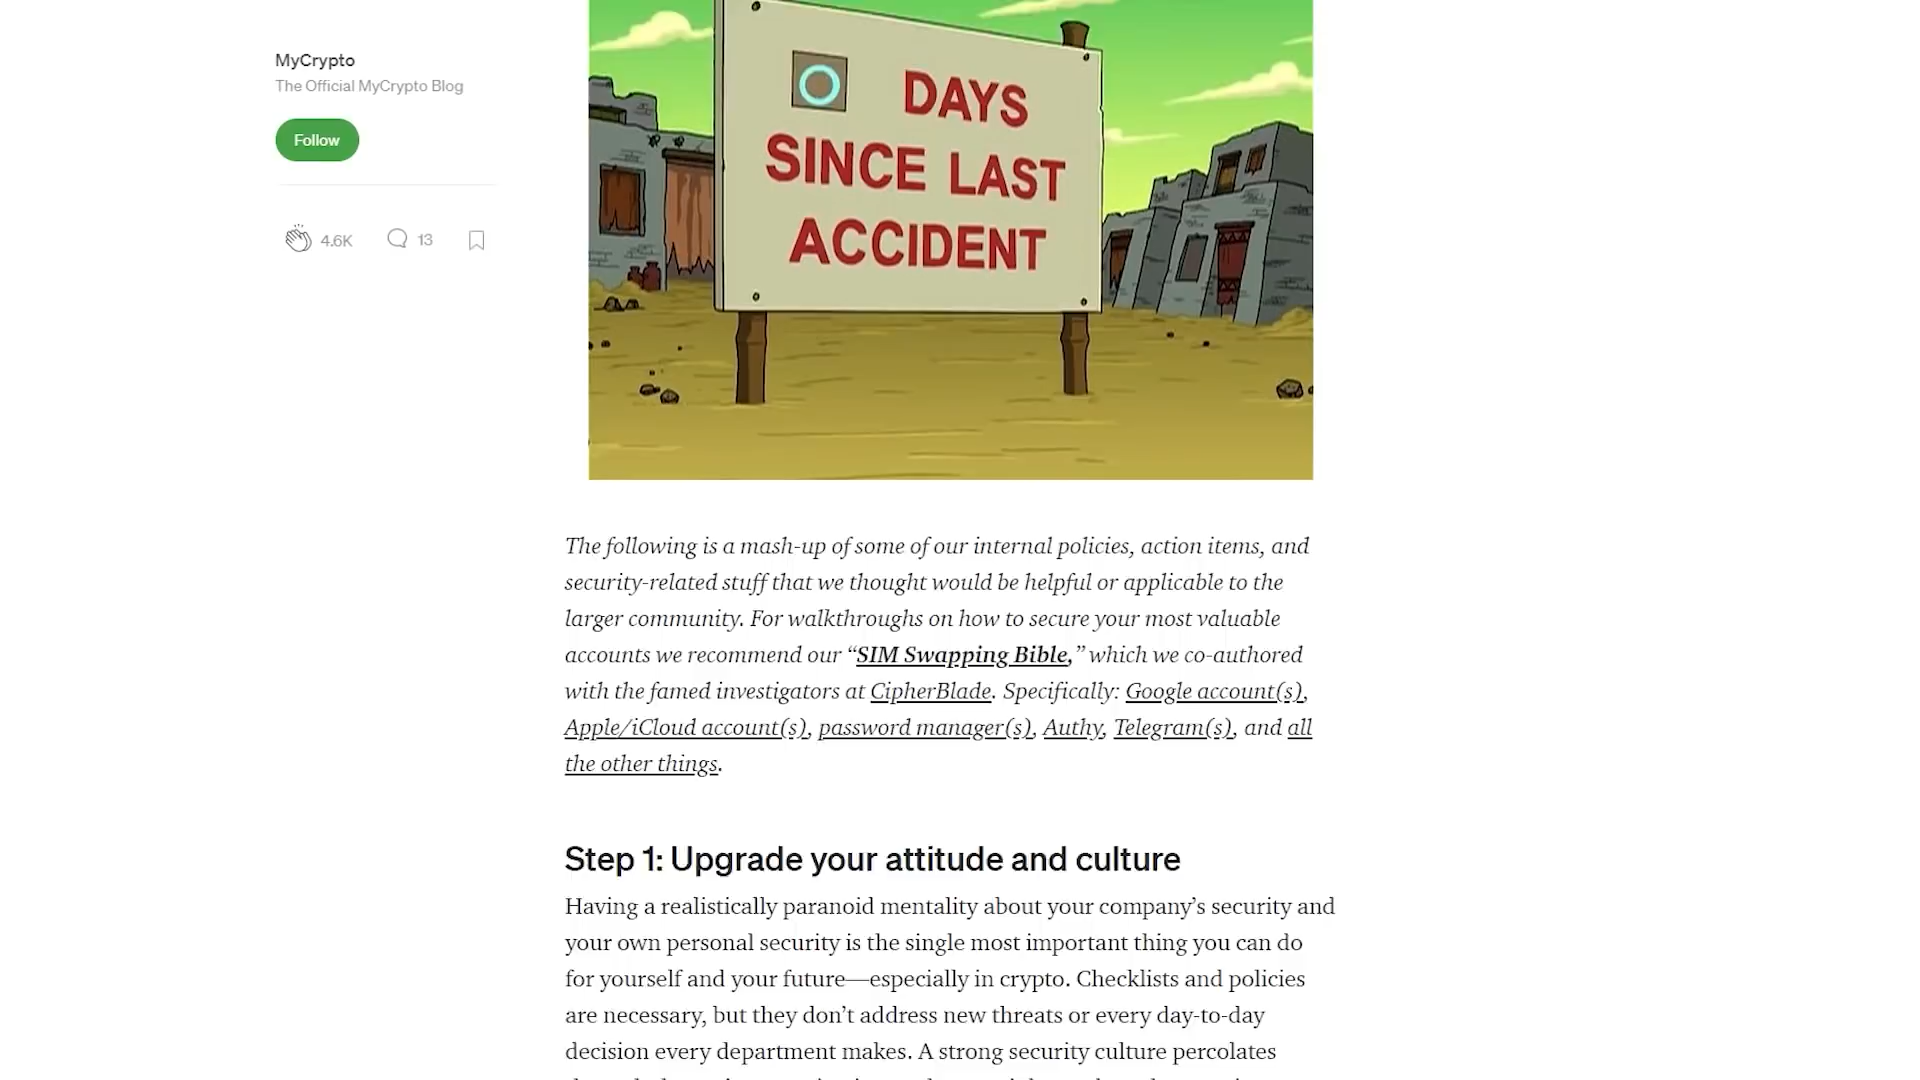 MyCrypto
The Official MyCrypto Blog
Follow
4.6K
13
DAYS
SINCE LAST
ACCIDENT
The following is a mash-up of some of our internal policies, action items, and
security-related stuff that we thought would be helpful or applicable to the
larger community. For walkthroughs on how to secure your most valuable
accounts we recommend our “SIM Swapping Bible,” which we co-authored
with the famed investigators at CipherBlade. Specifically: Google account(s),
Apple/iCloud account(s), password manager(s), Authy, Telegram(s), and all
the other things.
Step 1: Upgrade your attitude and culture
Having a realistically paranoid mentality about your company’s security and
your own personal security is the single most important thing you can do
for yourself and your future—especially in crypto. Checklists and policies
are necessary, but they don’t address new threats or every day-to-day
decision every department makes. A strong security culture percolates